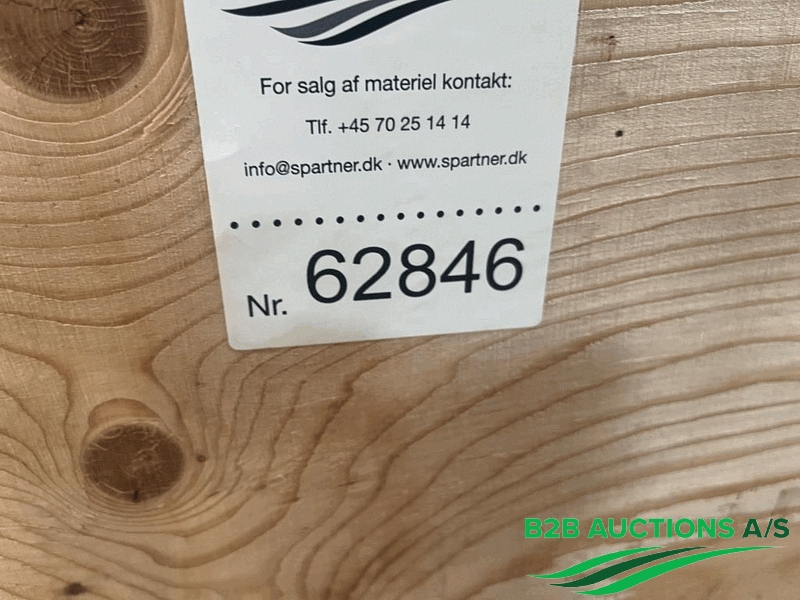 For salg af materiel kontakt:
Tlf. +45 70 25 14 14
info@spartner.dk · www.spartner.dk
Nr. 62846
B2B AUCTIONS A/S